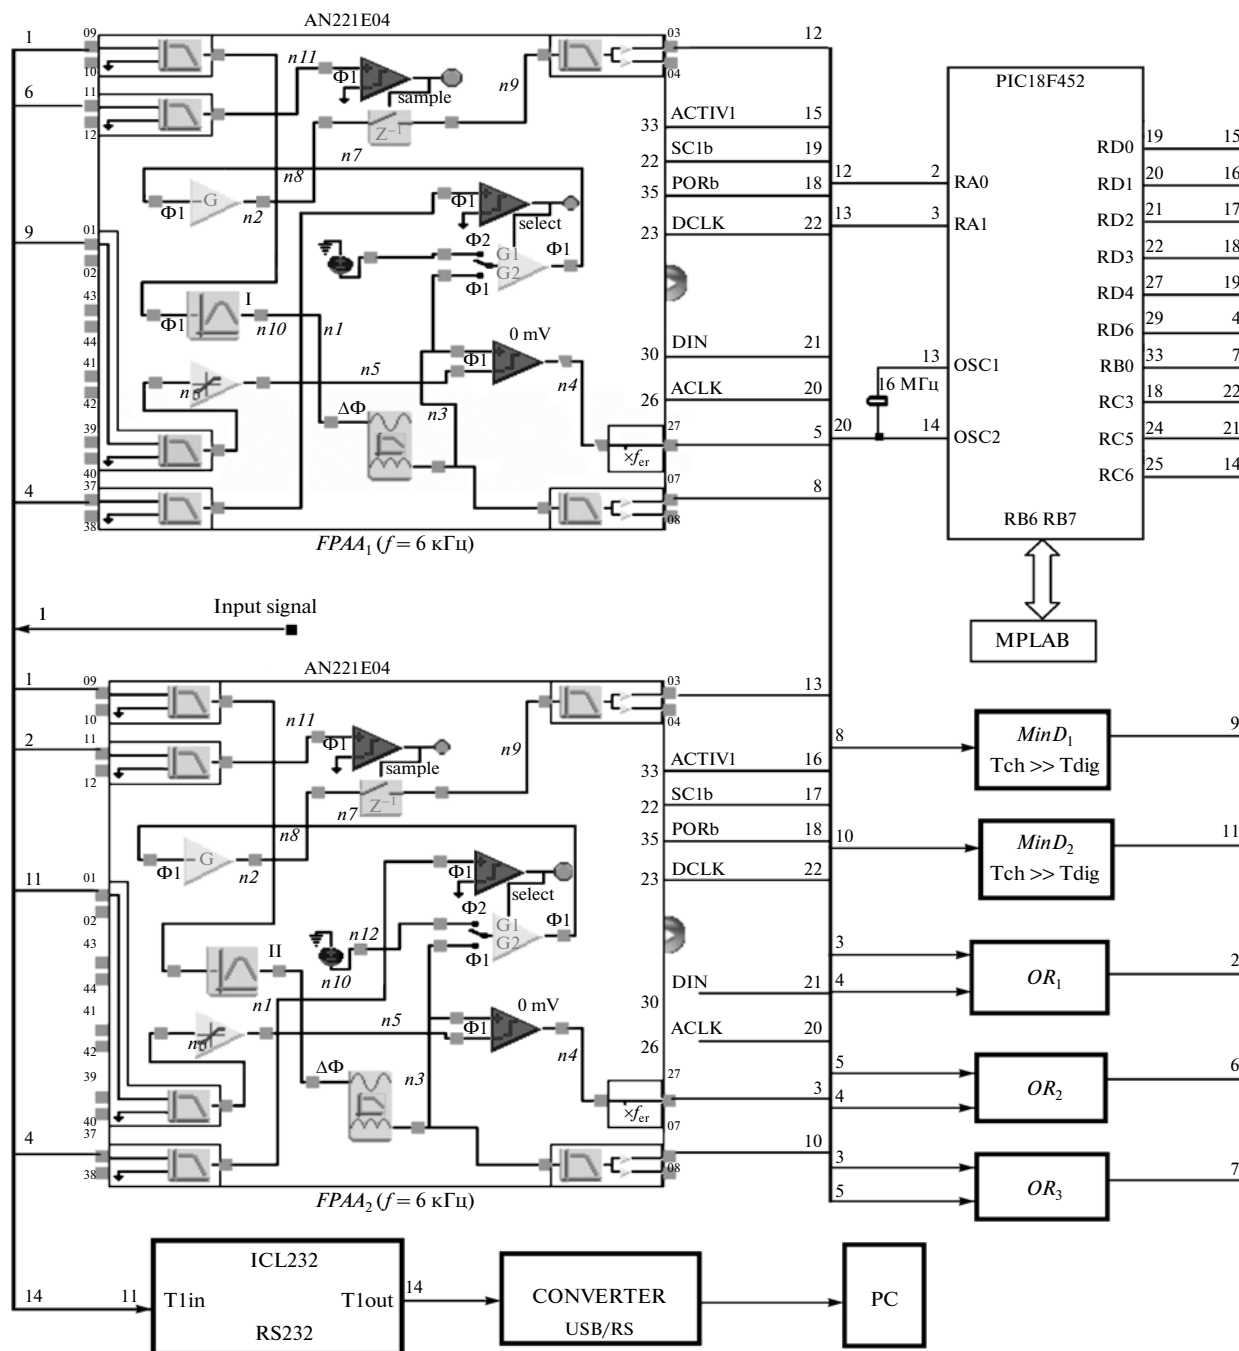 AN221E04
1
09
10
6
11
12
n11
Φ1
sample
n9
03
04
12
Z⁻¹
n7
n8
33 ACTIV1 15
22 SC1b 19
35 PORb 18
23 DCLK 22
G
Φ1
n2
Φ1
select
9
01
02
43
44
41
42
39
40
37
38
Φ2
G1
G2
Φ1
Φ1
Φ1
I
n10
n1
0 mV
Φ1
n5
n4
n3
ΔΦ
30 DIN 21
26 ACLK 20
27
×f_er
5
07
08
8
4
FPAA₁ (f = 6 кГц)
PIC18F452
12 2 RA0
13 3 RA1
13 OSC1
16 МГц
20 14 OSC2
RD0 19 15
RD1 20 16
RD2 21 17
RD3 22 18
RD4 27 19
RD6 29 4
RB0 33 7
RC3 18 22
RC5 24 21
RC6 25 14
RB6 RB7
MPLAB
1 Input signal
AN221E04
1
09
10
2
11
12
n11
Φ1
sample
n9
03
04
13
Z⁻¹
n7
n8
33 ACTIV1 16
22 SC1b 17
35 PORb 18
23 DCLK 22
G
Φ1
n2
Φ1
select
11
01
02
43
44
41
42
39
40
37
38
Φ2
G1
G2
Φ1
n12
Φ1
n10
II
n1
0 mV
Φ1
n5
n4
n3
ΔΦ
30 DIN 21
26 ACLK 20
27
×f_er
3
07
08
10
4
FPAA₂ (f = 6 кГц)
8 MinD₁ 9
Tch >> Tdig
10 MinD₂ 11
Tch >> Tdig
3
4 OR₁ 2
5
4 OR₂ 6
3
5 OR₃ 7
ICL232
14 11 T1in T1out 14
RS232
CONVERTER
USB/RS
PC